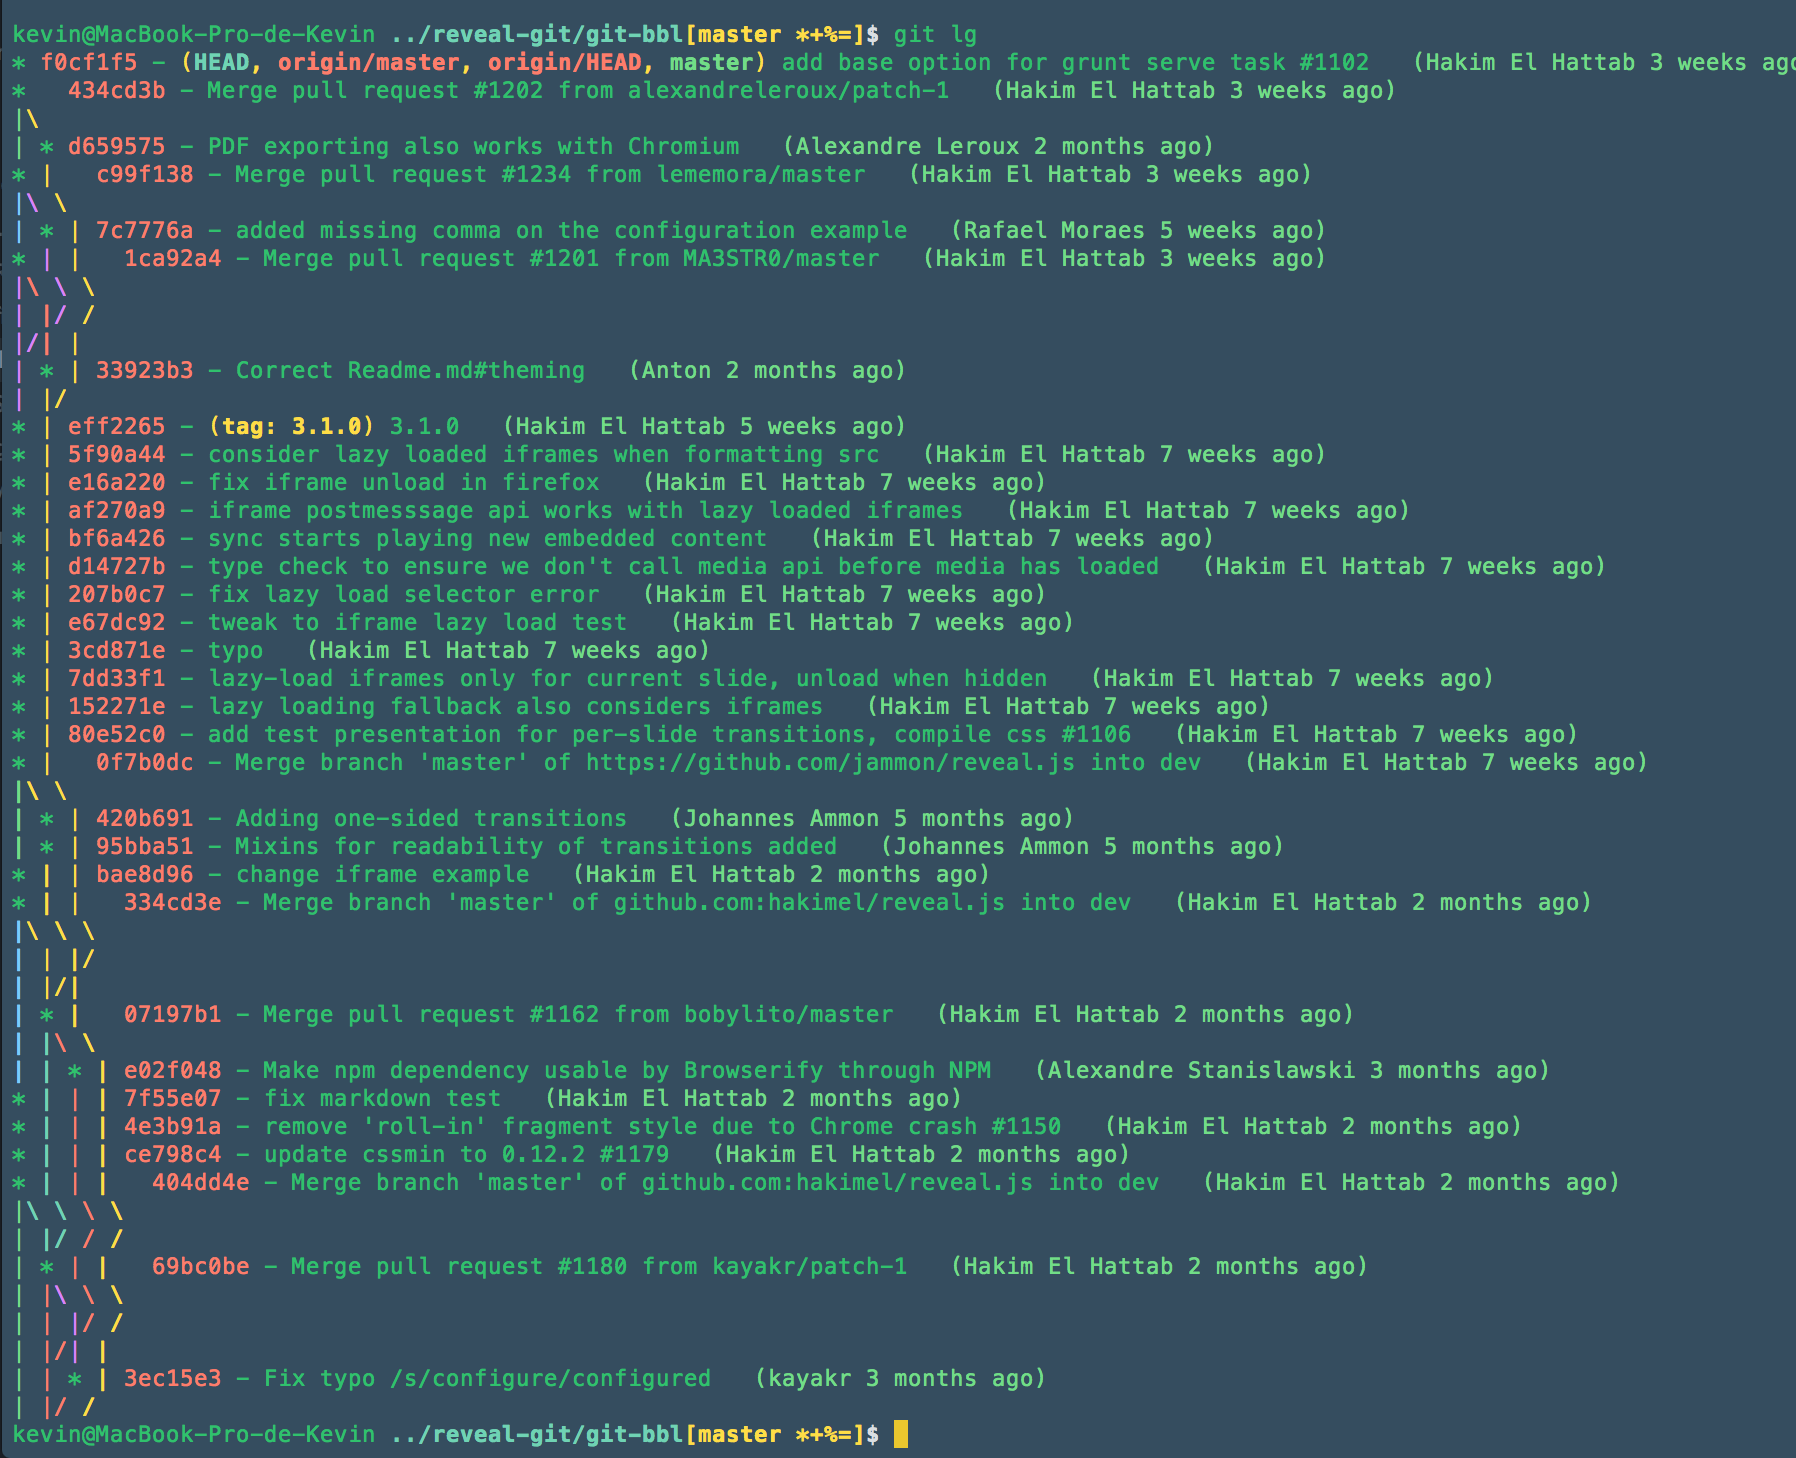 kevin@MacBook-Pro-de-Kevin ../reveal-git/git-bbl[master *+%=]$ git lg
* f0cf1f5 - (HEAD, origin/master, origin/HEAD, master) add base option for grunt serve task #1102   (Hakim El Hattab 3 weeks ago
*   434cd3b - Merge pull request #1202 from alexandreleroux/patch-1   (Hakim El Hattab 3 weeks ago)
|\
| * d659575 - PDF exporting also works with Chromium   (Alexandre Leroux 2 months ago)
* |   c99f138 - Merge pull request #1234 from lememora/master   (Hakim El Hattab 3 weeks ago)
|\ \
| * | 7c7776a - added missing comma on the configuration example   (Rafael Moraes 5 weeks ago)
* | |   1ca92a4 - Merge pull request #1201 from MA3STR0/master   (Hakim El Hattab 3 weeks ago)
|\ \ \
| |/ /
|/| |
| * | 33923b3 - Correct Readme.md#theming   (Anton 2 months ago)
| |/
* | eff2265 - (tag: 3.1.0) 3.1.0   (Hakim El Hattab 5 weeks ago)
* | 5f90a44 - consider lazy loaded iframes when formatting src   (Hakim El Hattab 7 weeks ago)
* | e16a220 - fix iframe unload in firefox   (Hakim El Hattab 7 weeks ago)
* | af270a9 - iframe postmesssage api works with lazy loaded iframes   (Hakim El Hattab 7 weeks ago)
* | bf6a426 - sync starts playing new embedded content   (Hakim El Hattab 7 weeks ago)
* | d14727b - type check to ensure we don't call media api before media has loaded   (Hakim El Hattab 7 weeks ago)
* | 207b0c7 - fix lazy load selector error   (Hakim El Hattab 7 weeks ago)
* | e67dc92 - tweak to iframe lazy load test   (Hakim El Hattab 7 weeks ago)
* | 3cd871e - typo   (Hakim El Hattab 7 weeks ago)
* | 7dd33f1 - lazy-load iframes only for current slide, unload when hidden   (Hakim El Hattab 7 weeks ago)
* | 152271e - lazy loading fallback also considers iframes   (Hakim El Hattab 7 weeks ago)
* | 80e52c0 - add test presentation for per-slide transitions, compile css #1106   (Hakim El Hattab 7 weeks ago)
* |   0f7b0dc - Merge branch 'master' of https://github.com/jammon/reveal.js into dev   (Hakim El Hattab 7 weeks ago)
|\ \
| * | 420b691 - Adding one-sided transitions   (Johannes Ammon 5 months ago)
| * | 95bba51 - Mixins for readability of transitions added   (Johannes Ammon 5 months ago)
* | | bae8d96 - change iframe example   (Hakim El Hattab 2 months ago)
* | |   334cd3e - Merge branch 'master' of github.com:hakimel/reveal.js into dev   (Hakim El Hattab 2 months ago)
|\ \ \
| | |/
| |/|
| * |   07197b1 - Merge pull request #1162 from bobylito/master   (Hakim El Hattab 2 months ago)
| |\ \
| | * | e02f048 - Make npm dependency usable by Browserify through NPM   (Alexandre Stanislawski 3 months ago)
* | | | 7f55e07 - fix markdown test   (Hakim El Hattab 2 months ago)
* | | | 4e3b91a - remove 'roll-in' fragment style due to Chrome crash #1150   (Hakim El Hattab 2 months ago)
* | | | ce798c4 - update cssmin to 0.12.2 #1179   (Hakim El Hattab 2 months ago)
* | | |   404dd4e - Merge branch 'master' of github.com:hakimel/reveal.js into dev   (Hakim El Hattab 2 months ago)
|\ \ \ \
| |/ / /
| * | |   69bc0be - Merge pull request #1180 from kayakr/patch-1   (Hakim El Hattab 2 months ago)
| |\ \ \
| | |/ /
| |/| |
| | * | 3ec15e3 - Fix typo /s/configure/configured   (kayakr 3 months ago)
| |/ /
kevin@MacBook-Pro-de-Kevin ../reveal-git/git-bbl[master *+%=]$